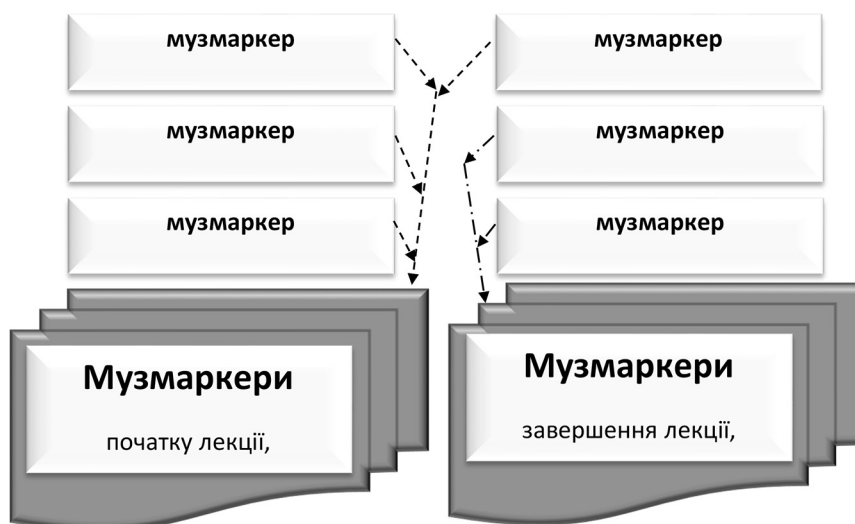 музмаркер
музмаркер
музмаркер
музмаркер
музмаркер
музмаркер
Музмаркери
початку лекції,
Музмаркери
завершення лекції,